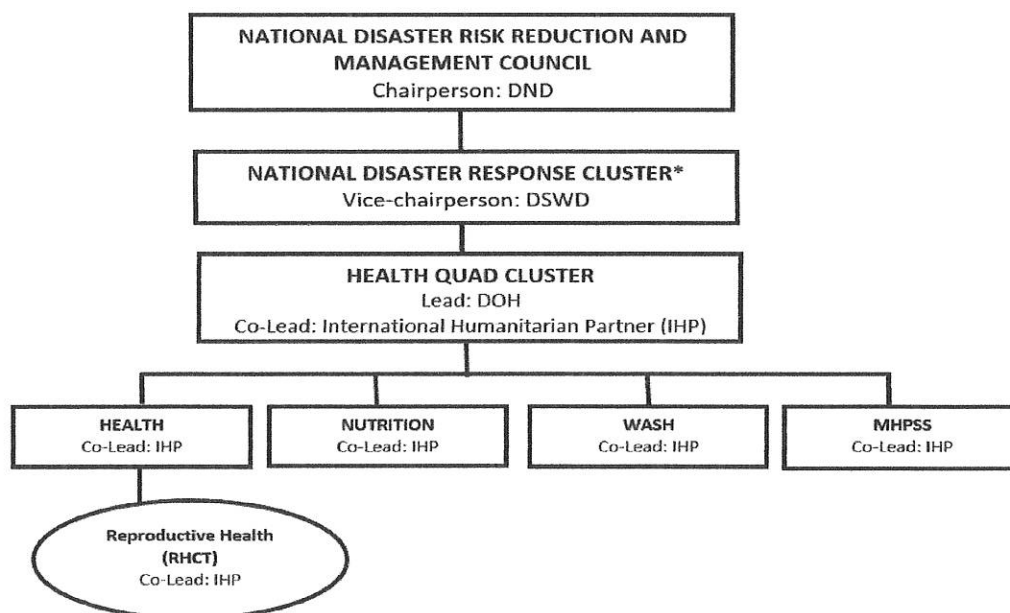 NATIONAL DISASTER RISK REDUCTION AND
MANAGEMENT COUNCIL
Chairperson: DND
NATIONAL DISASTER RESPONSE CLUSTER*
Vice-chairperson: DSWD
HEALTH QUAD CLUSTER
Lead: DOH
Co-Lead: International Humanitarian Partner (IHP)
HEALTH
Co-Lead: IHP
NUTRITION
Co-Lead: IHP
WASH
Co-Lead: IHP
MHPSS
Co-Lead: IHP
Reproductive Health
(RHCT)
Co-Lead: IHP